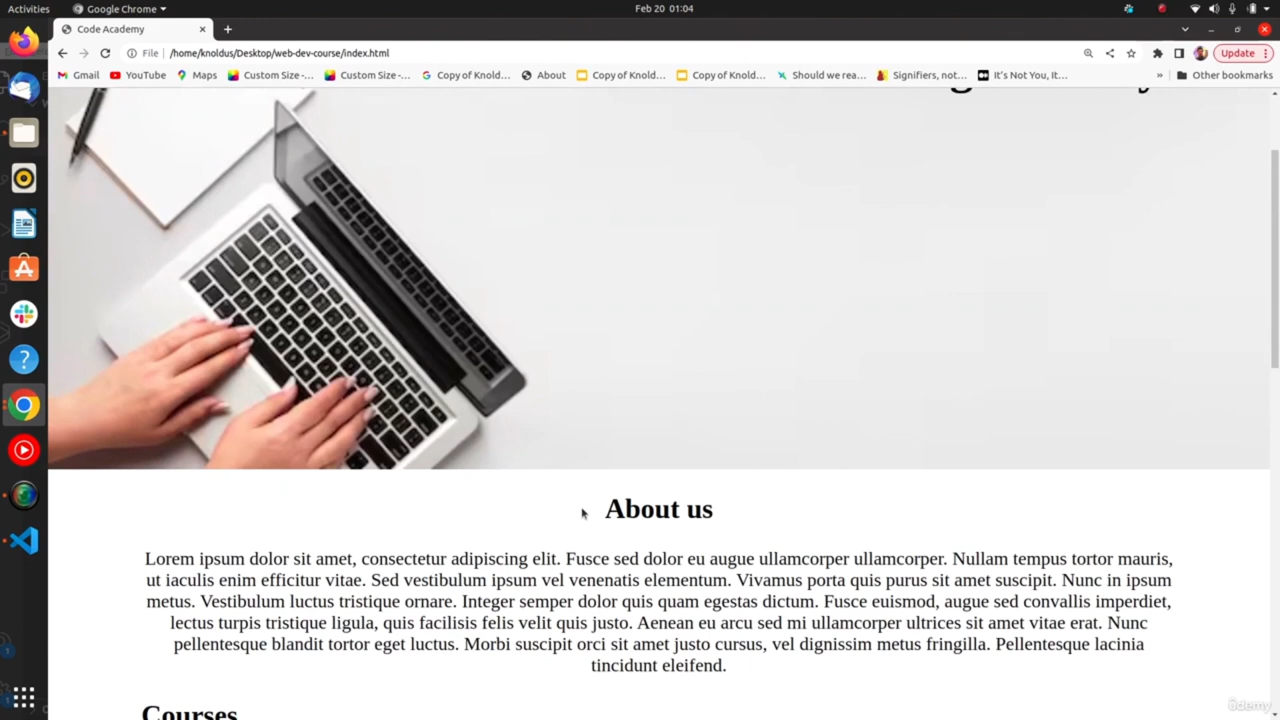 Activities
Google Chrome
Feb 20 01:04
Code Academy
File
/home/knoldus/Desktop/web-dev-course/index.html
Update
Gmail
YouTube
Maps
Custom Size -...
Custom Size -...
Copy of Knold...
About
Copy of Knold...
Copy of Knold...
Should we rea...
Signifiers, not...
It's Not You, It...
»
Other bookmarks
About us
Lorem ipsum dolor sit amet, consectetur adipiscing elit. Fusce sed dolor eu augue ullamcorper ullamcorper. Nullam tempus tortor mauris,
ut iaculis enim efficitur vitae. Sed vestibulum ipsum vel venenatis elementum. Vivamus porta quis purus sit amet suscipit. Nunc in ipsum
metus. Vestibulum luctus tristique ornare. Integer semper dolor quis quam egestas dictum. Fusce euismod, augue sed convallis imperdiet,
lectus turpis tristique ligula, quis facilisis felis velit quis justo. Aenean eu arcu sed mi ullamcorper ultrices sit amet vitae erat. Nunc
pellentesque blandit tortor eget luctus. Morbi suscipit orci sit amet justo cursus, vel dignissim metus fringilla. Pellentesque lacinia
tincidunt eleifend.
Courses
ûdemy